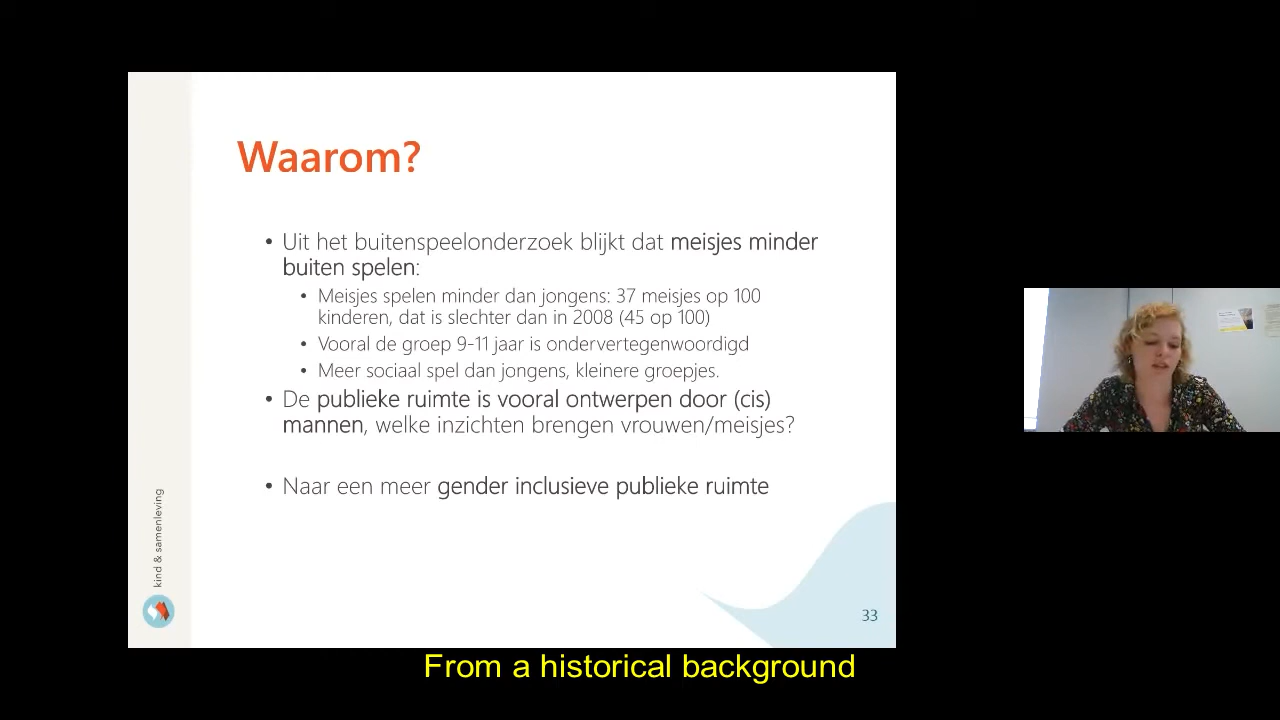 Waarom?
• Uit het buitenspeelonderzoek blijkt dat meisjes minder
buiten spelen:
• Meisjes spelen minder dan jongens: 37 meisjes op 100
kinderen, dat is slechter dan in 2008 (45 op 100)
• Vooral de groep 9-11 jaar is ondervertegenwoordigd
• Meer sociaal spel dan jongens, kleinere groepjes.
• De publieke ruimte is vooral ontwerpen door (cis)
mannen, welke inzichten brengen vrouwen/meisjes?
• Naar een meer gender inclusieve publieke ruimte
kind & samenleving
33
From a historical background